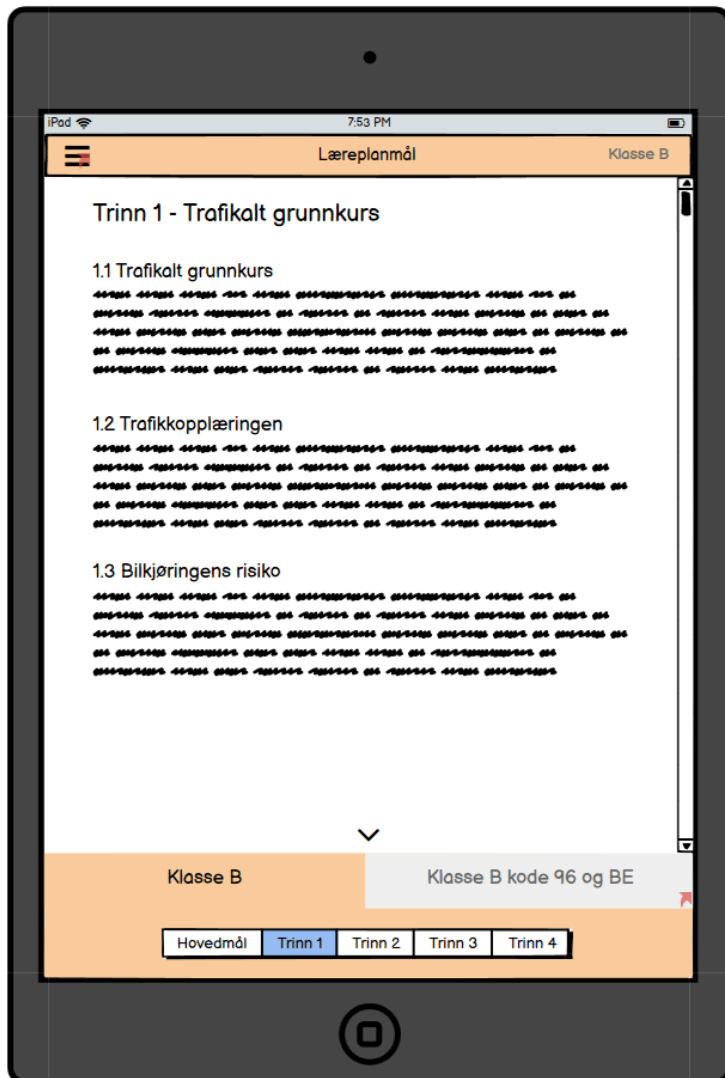 iPad
7:53 PM
Læreplanmål
Klasse B
Trinn 1 - Trafikalt grunnkurs
1.1 Trafikalt grunnkurs
1.2 Trafikkopplæringen
1.3 Bilkjøringens risiko
Klasse B
Klasse B kode 96 og BE
Hovedmål
Trinn 1
Trinn 2
Trinn 3
Trinn 4